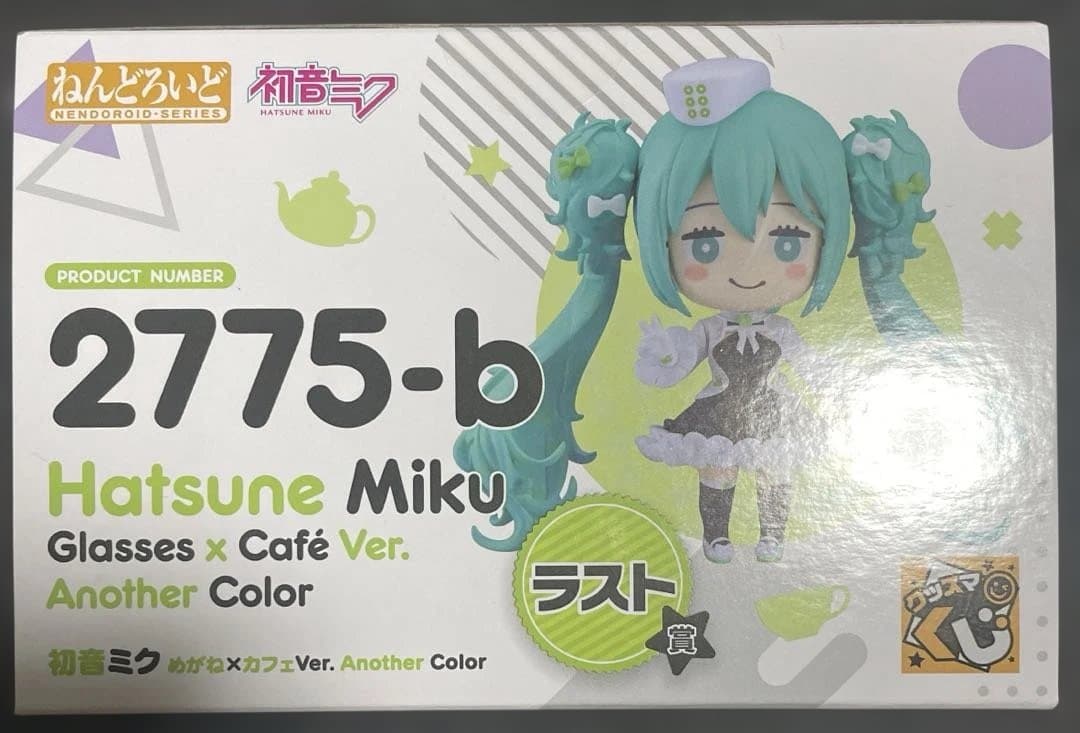 ねんどろいど
NENDOROID•SERIES
初音ミク
HATSUNE MIKU
PRODUCT NUMBER
2775-b
Hatsune Miku
Glasses x Café Ver.
Another Color
初音ミク めがね×カフェVer. Another Color
ラスト
賞
グッスマ
くじ